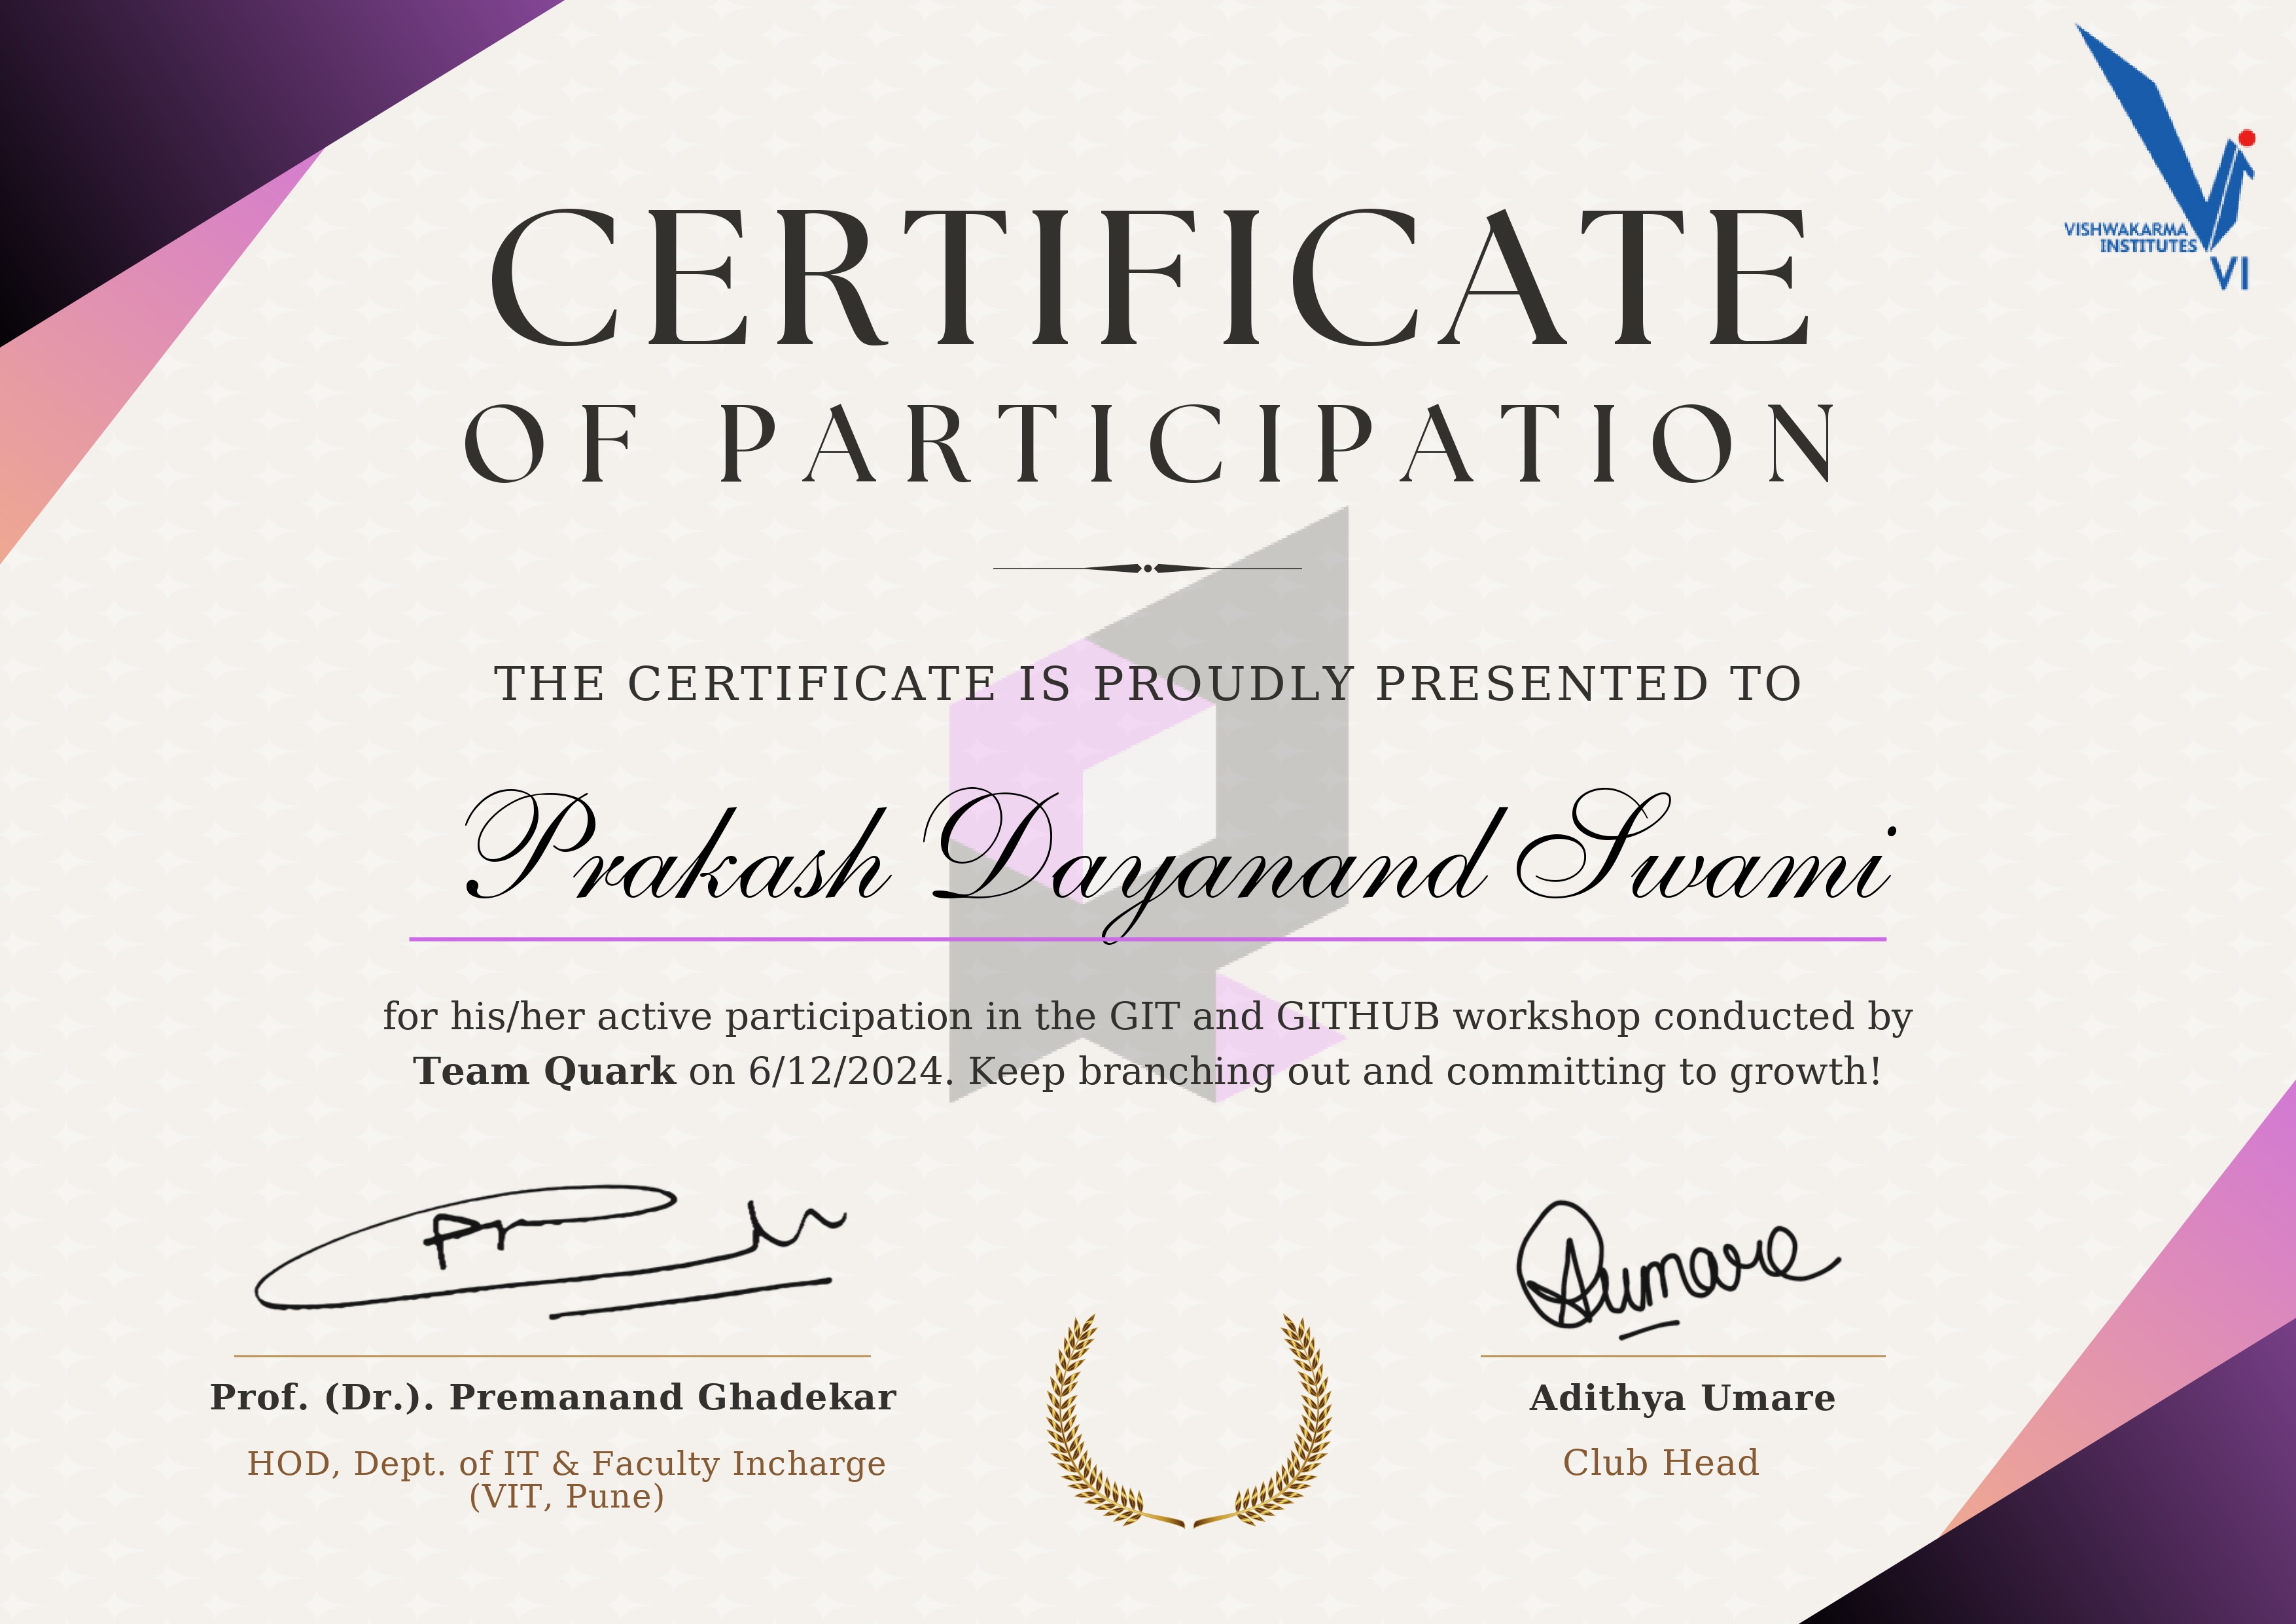 VISHWAKARMA
INSTITUTES
VI
CERTIFICATE
OF PARTICIPATION
THE CERTIFICATE IS PROUDLY PRESENTED TO
Prakash Dayanand Swami
for his/her active participation in the GIT and GITHUB workshop conducted by
Team Quark on 6/12/2024. Keep branching out and committing to growth!
Aumare
Prof. (Dr.). Premanand Ghadekar
Adithya Umare
HOD, Dept. of IT & Faculty Incharge
(VIT, Pune)
Club Head